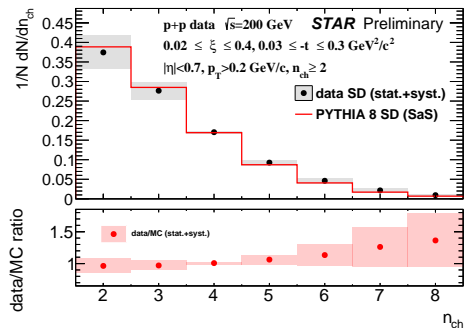 p+p data √s=200 GeV STAR Preliminary
0.02 ≤ ξ ≤ 0.4, 0.03 ≤ -t ≤ 0.3 GeV²/c²
|η|<0.7, p_T>0.2 GeV/c, n_ch≥ 2
data SD (stat.+syst.)
PYTHIA 8 SD (SaS)
1/N dN/dn_ch
0.45
0.4
0.35
0.3
0.25
0.2
0.15
0.1
0.05
0
data/MC (stat.+syst.)
data/MC ratio
1.5
1
2 3 4 5 6 7 8
n_ch